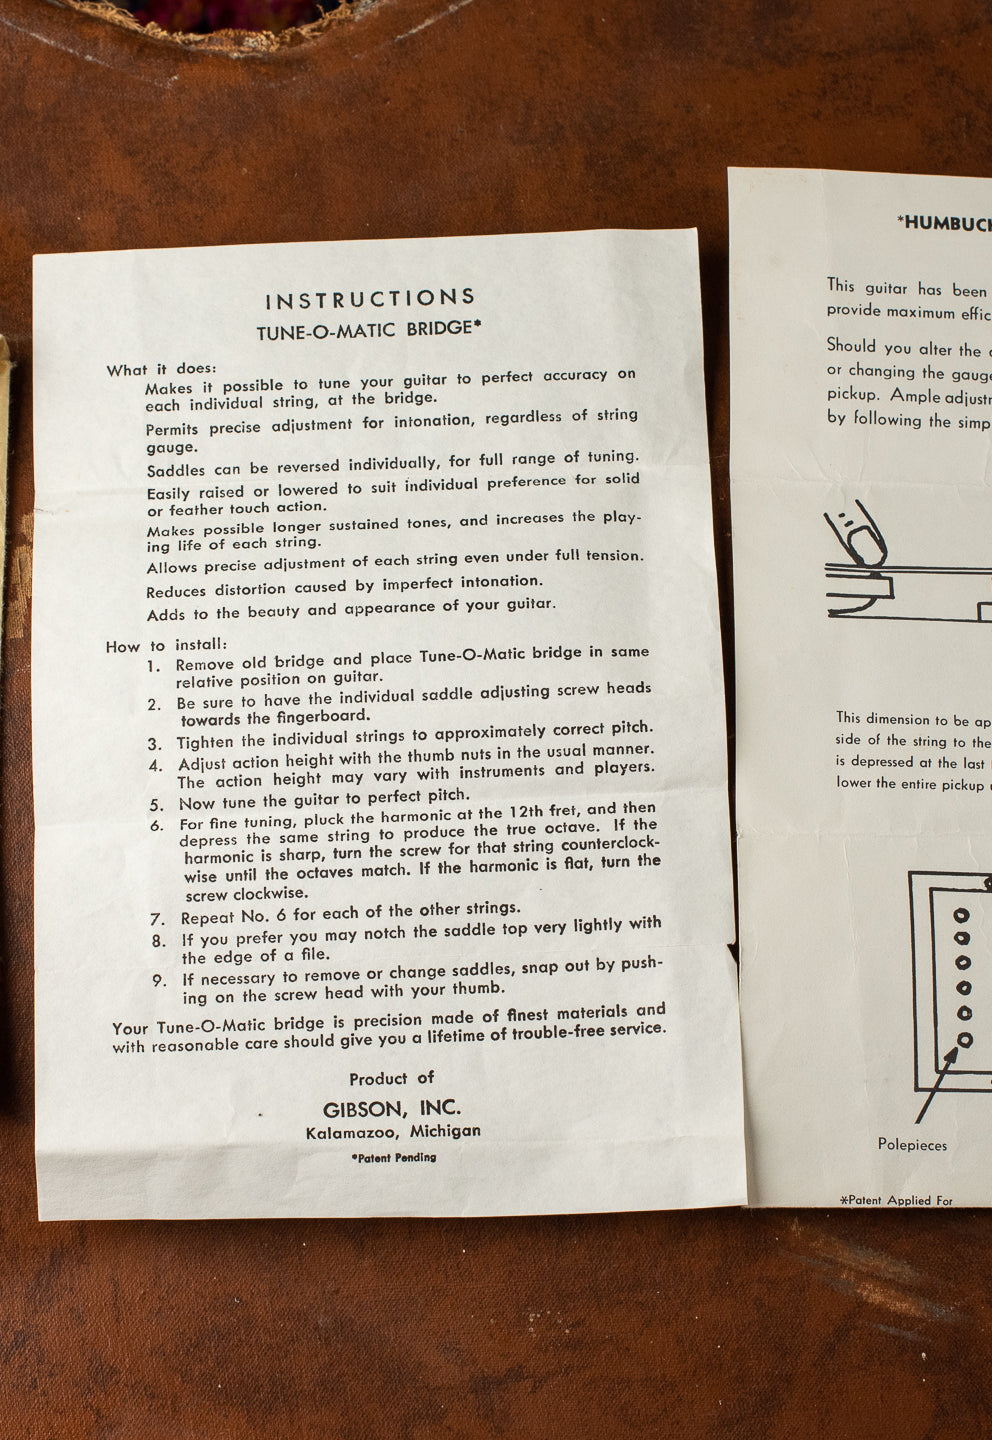 INSTRUCTIONS
TUNE-O-MATIC BRIDGE*
What it does:
Makes it possible to tune your guitar to perfect accuracy on
each individual string, at the bridge.
Permits precise adjustment for intonation, regardless of string
gauge.
Saddles can be reversed individually, for full range of tuning.
Easily raised or lowered to suit individual preference for solid
or feather touch action.
Makes possible longer sustained tones, and increases the play-
ing life of each string.
Allows precise adjustment of each string even under full tension.
Reduces distortion caused by imperfect intonation.
Adds to the beauty and appearance of your guitar.
How to install:
1. Remove old bridge and place Tune-O-Matic bridge in same
relative position on guitar.
2. Be sure to have the individual saddle adjusting screw heads
towards the fingerboard.
3. Tighten the individual strings to approximately correct pitch.
4. Adjust action height with the thumb nuts in the usual manner.
The action height may vary with instruments and players.
5. Now tune the guitar to perfect pitch.
6. For fine tuning, pluck the harmonic at the 12th fret, and then
depress the same string to produce the true octave. If the
harmonic is sharp, turn the screw for that string counterclock-
wise until the octaves match. If the harmonic is flat, turn the
screw clockwise.
7. Repeat No. 6 for each of the other strings.
8. If you prefer you may notch the saddle top very lightly with
the edge of a file.
9. If necessary to remove or change saddles, snap out by push-
ing on the screw head with your thumb.
Your Tune-O-Matic bridge is precision made of finest materials and
with reasonable care should give you a lifetime of trouble-free service.
Product of
GIBSON, INC.
Kalamazoo, Michigan
*Patent Pending
*HUMBUCK
This guitar has been
provide maximum effic
Should you alter the
or changing the gauge
pickup. Ample adjustm
by following the simp
This dimension to be ap
side of the string to the
is depressed at the last
lower the entire pickup
Polepieces
*Patent Applied For